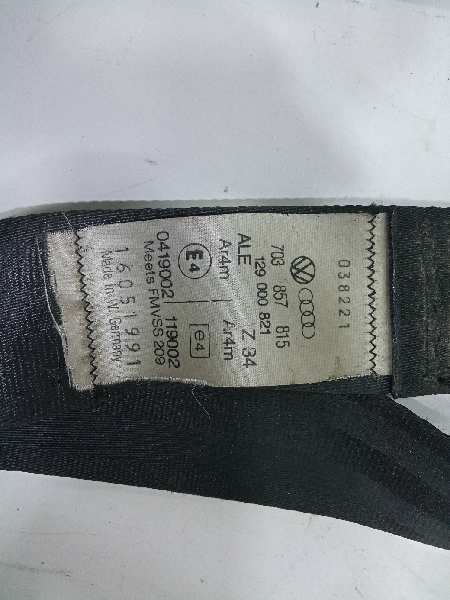 038221
703 857 815
129 000 821
ALE Z 34
Ar4m Ar4m
E4 e4
0419002 119002
Meets FMVSS 209
16051991
Made in W. Germany